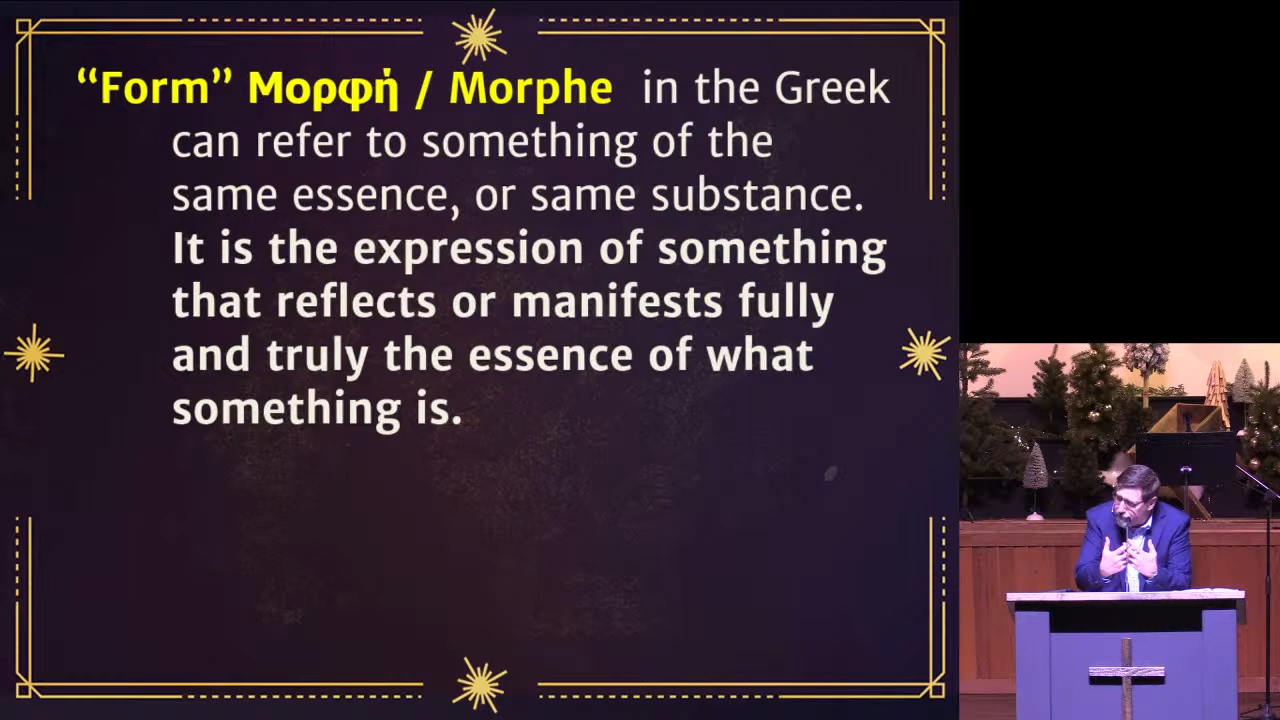 “Form” Μορφή / Morphe in the Greek
can refer to something of the
same essence, or same substance.
It is the expression of something
that reflects or manifests fully
and truly the essence of what
something is.